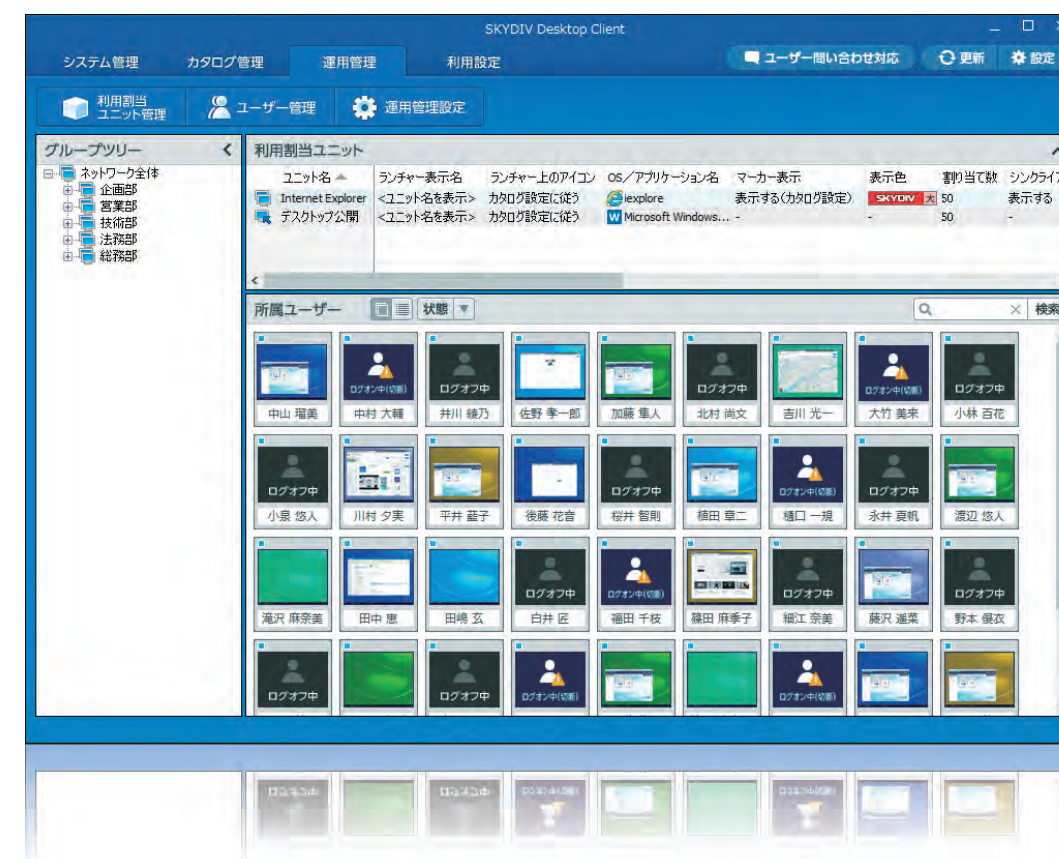 SKYDIV Desktop Client
システム管理 カタログ管理 運用管理 利用設定 ユーザー問い合わせ対応 更新 設定
利用割当
ユニット管理
ユーザー管理 運用管理設定
グループツリー
ネットワーク全体
企画部
営業部
技術部
法務部
総務部
利用割当ユニット
ユニット名 ランチャー表示名 ランチャー上のアイコン OS／アプリケーション名 マーカー表示 表示色 割り当て数 シンクライ
Internet Explorer <ユニット名を表示> カタログ設定に従う iexplore 表示する(カタログ設定) SKYDIV 大 50 表示する
デスクトップ公開 <ユニット名を表示> カタログ設定に従う Microsoft Windows... - - 50 -
所属ユーザー 状態 検索
ログオン中(切断) ログオフ中 ログオフ中 ログオン中(切断) ログオフ中
中山 瑠美 中村 大輔 井川 綾乃 佐野 孝一郎 加藤 隼人 北村 尚文 吉川 光一 大竹 美来 小林 百花
ログオフ中 ログオフ中 ログオン中(切断) ログオフ中
小泉 悠人 川村 夕実 平井 藍子 後藤 花音 桜井 智則 植田 章二 樋口 一規 永井 夏帆 渡辺 悠人
ログオフ中 ログオン中(切断) ログオフ中 ログオフ中
滝沢 麻奈美 田中 恵 田嶋 玄 白井 匠 福田 千枝 篠田 麻季子 細江 奈美 藤沢 遥菜 野本 優衣
ログオフ中 ログオフ中 ログオン中(切断) ログオン中(切断)